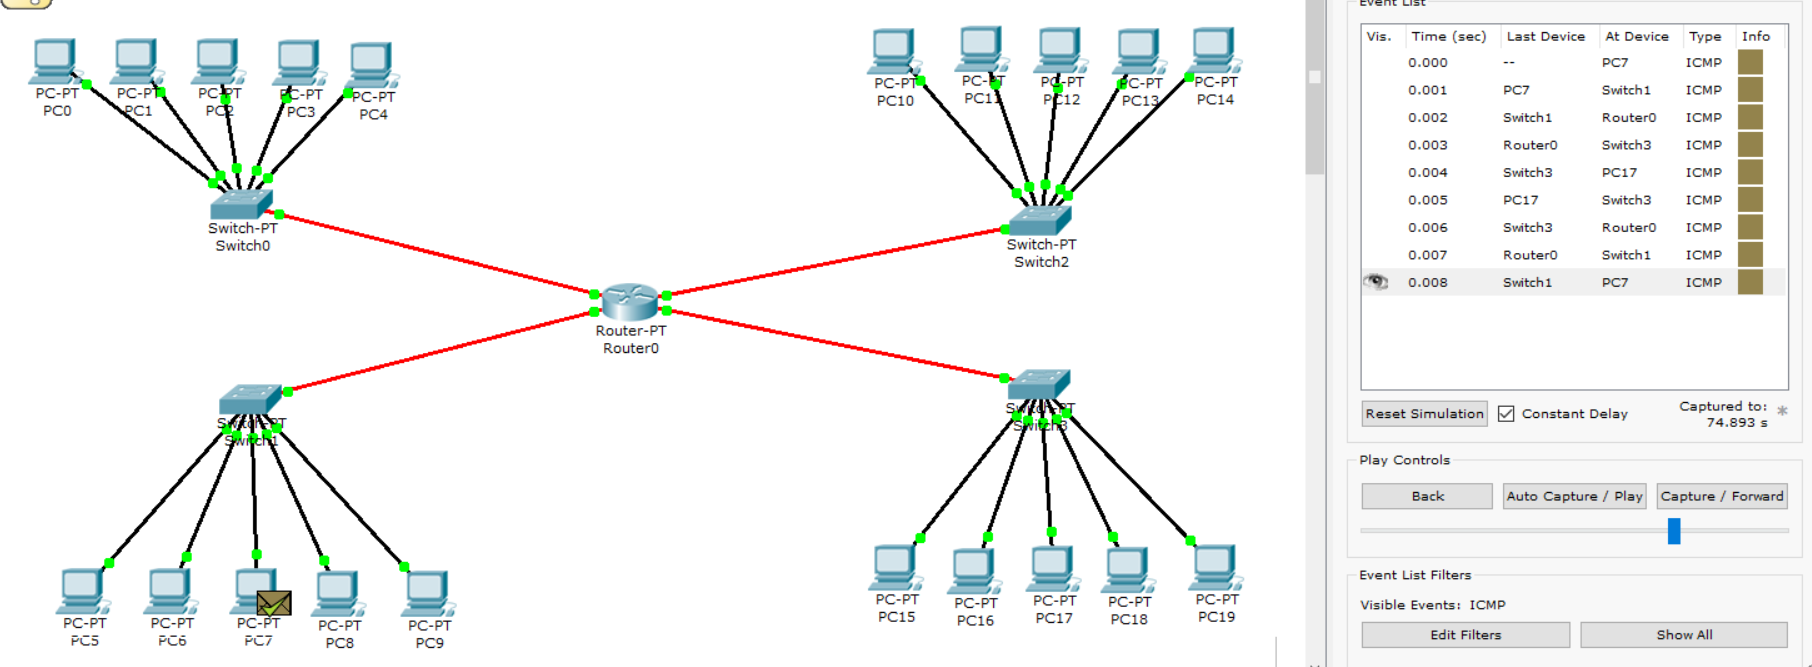 PC-PT
PC0
PC-PT
PC1
PC-PT
PC2
PC-PT
PC3
PC-PT
PC4
PC-PT
PC10
PC-PT
PC11
PC-PT
PC12
PC-PT
PC13
PC-PT
PC14
Switch-PT
Switch0
Switch-PT
Switch2
Router-PT
Router0
Switch-PT
Switch1
Switch-PT
Switch3
PC-PT
PC5
PC-PT
PC6
PC-PT
PC7
PC-PT
PC8
PC-PT
PC9
PC-PT
PC15
PC-PT
PC16
PC-PT
PC17
PC-PT
PC18
PC-PT
PC19
Event List
Vis. Time (sec) Last Device At Device Type Info
0.000 -- PC7 ICMP
0.001 PC7 Switch1 ICMP
0.002 Switch1 Router0 ICMP
0.003 Router0 Switch3 ICMP
0.004 Switch3 PC17 ICMP
0.005 PC17 Switch3 ICMP
0.006 Switch3 Router0 ICMP
0.007 Router0 Switch1 ICMP
0.008 Switch1 PC7 ICMP
Reset Simulation Constant Delay Captured to: *
74.893 s
Play Controls
Back Auto Capture / Play Capture / Forward
Event List Filters
Visible Events: ICMP
Edit Filters Show All